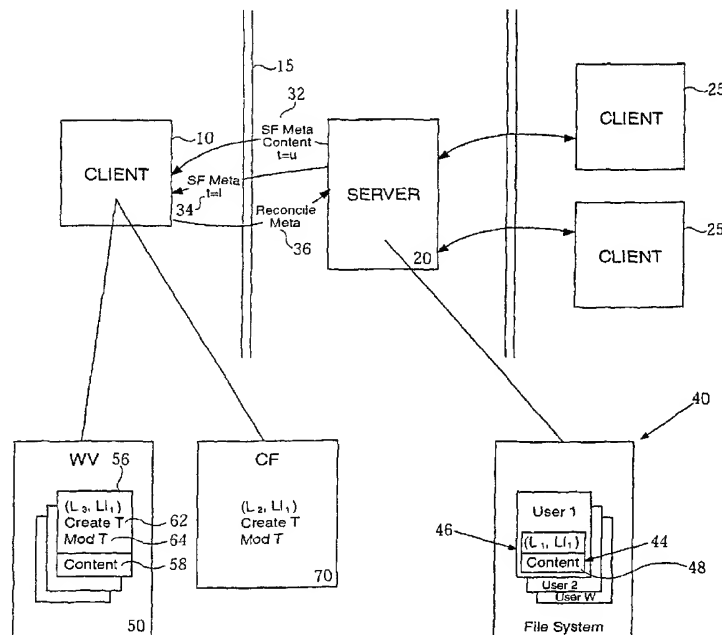 15
32
25
10
SF Meta
Content
t=u
CLIENT
CLIENT
SF Meta
t=l
34
SERVER
Reconcile
Meta
36
20
25
CLIENT
40
WV
56
(L₃, LI₁)
Create T
62
Mod T
64
Content
58
50
CF
(L₂, LI₁)
Create T
Mod T
70
User 1
46
(L₁, LI₁)
44
Content
48
User 2
User W
File System